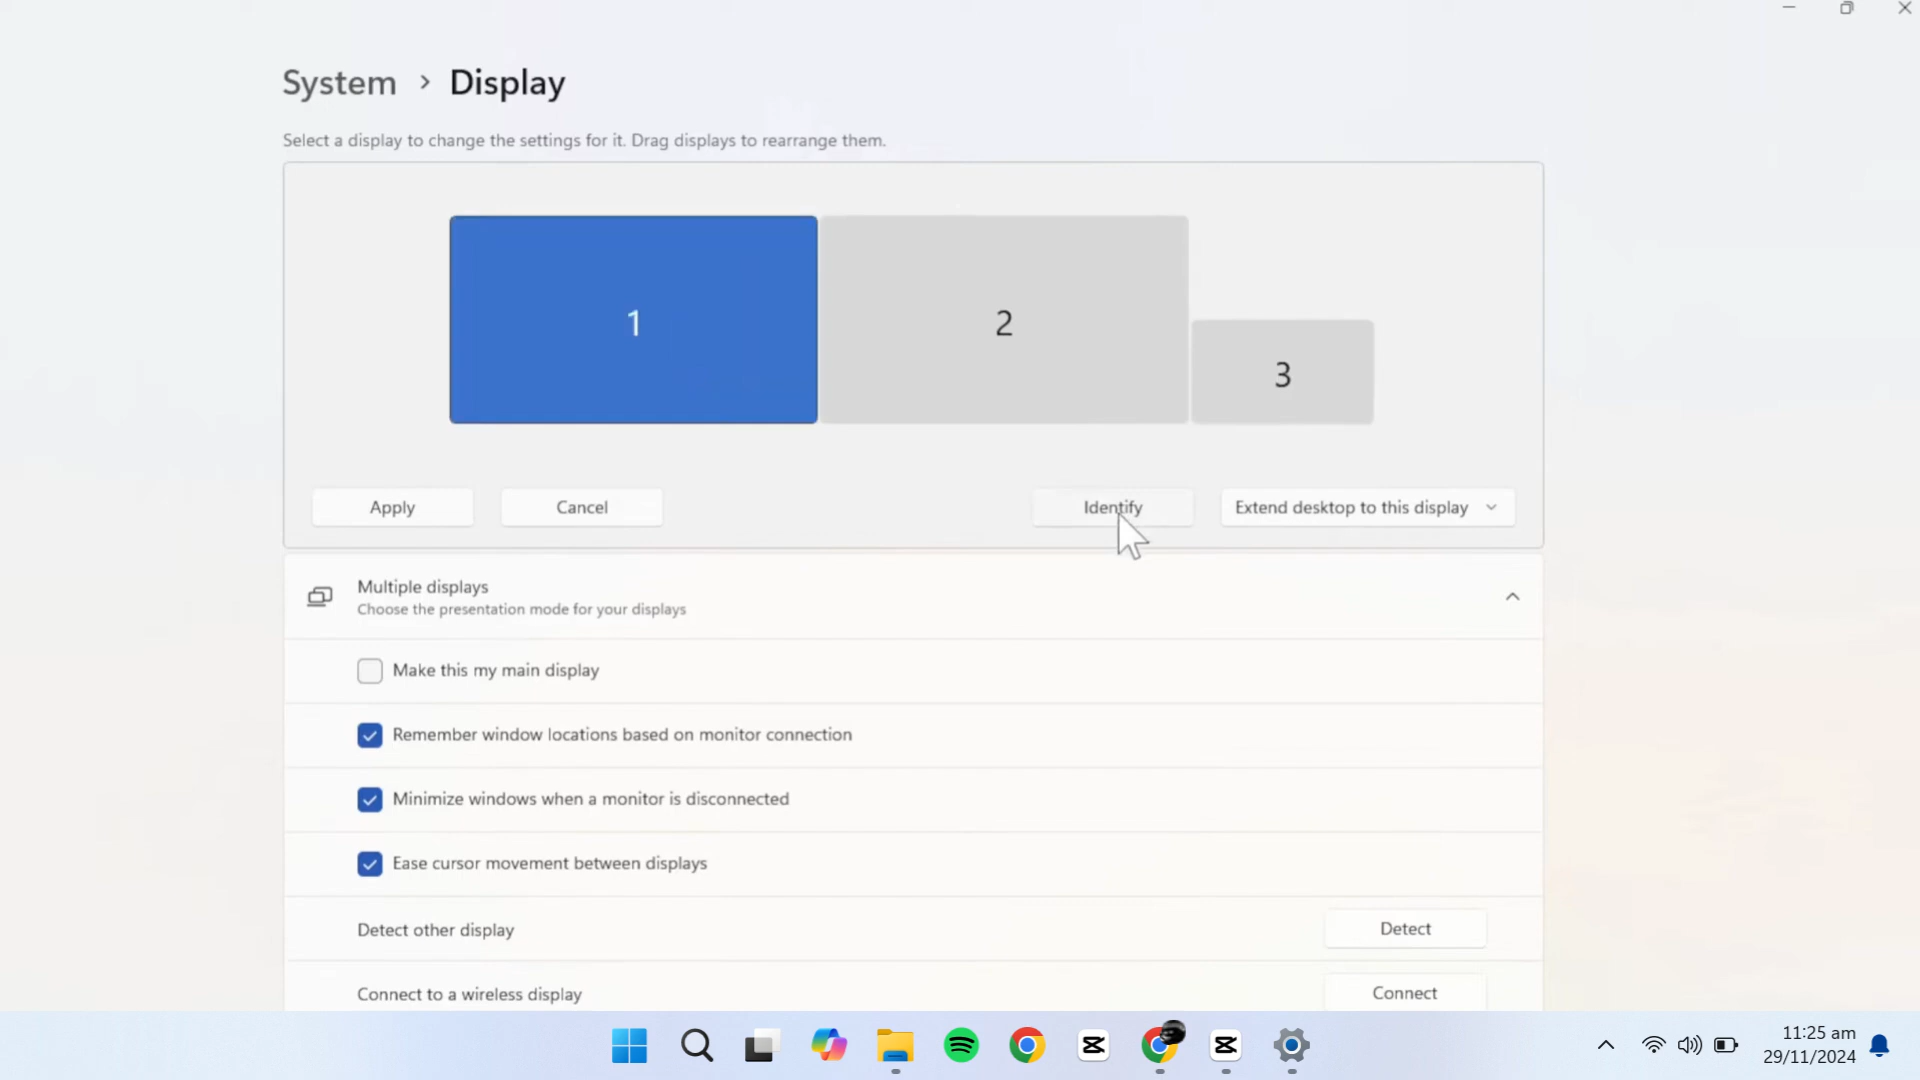 System > Display
Select a display to change the settings for it. Drag displays to rearrange them.
1
2
3
Apply
Cancel
Identify
Extend desktop to this display
Multiple displays
Choose the presentation mode for your displays
Make this my main display
Remember window locations based on monitor connection
Minimize windows when a monitor is disconnected
Ease cursor movement between displays
Detect other display
Detect
Connect to a wireless display
Connect
11:25 am
29/11/2024